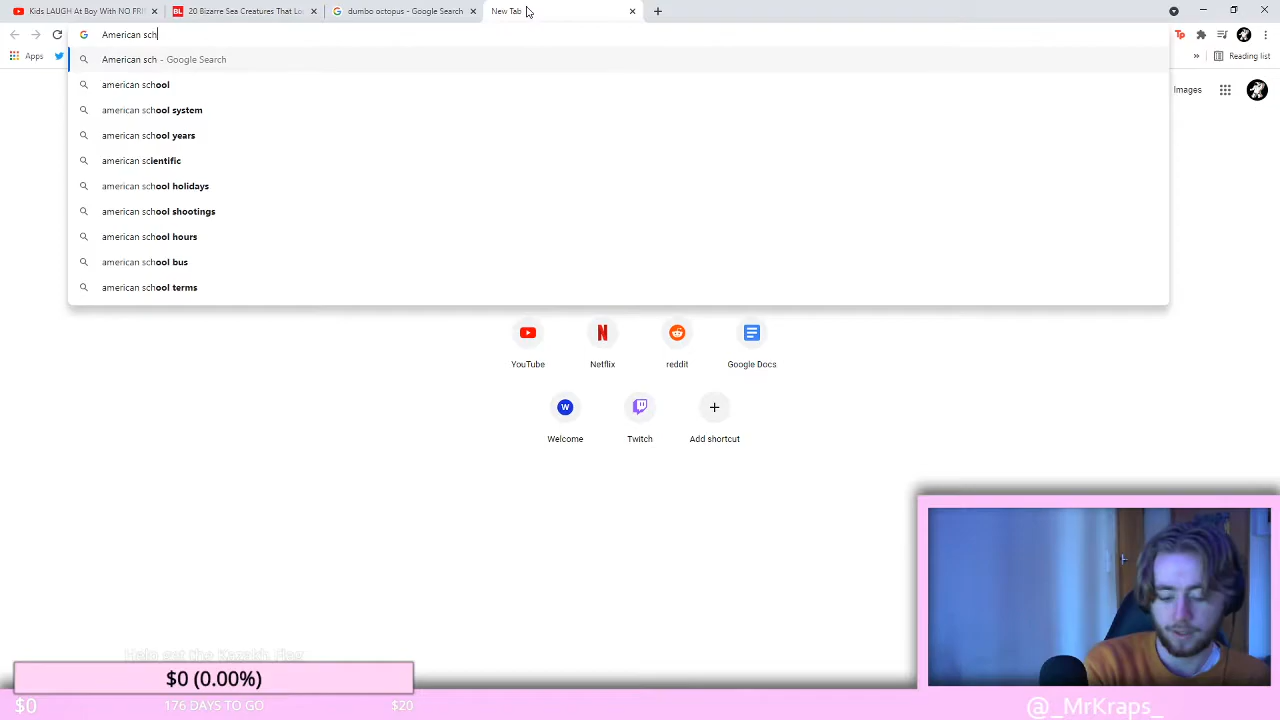 Kids LAUGH At Boy With NO FRI
20 Bizarre Sea Creatures That Lo
dumbo octopus - Google Search
New Tab
American sch
Apps
Reading list
American sch - Google Search
american school
american school system
american school years
american scientific
american school holidays
american school shootings
american school hours
american school bus
american school terms
Images
YouTube
Netflix
reddit
Google Docs
Welcome
Twitch
Add shortcut
$0 (0.00%)
$0
176 DAYS TO GO
$20
@_MrKraps_